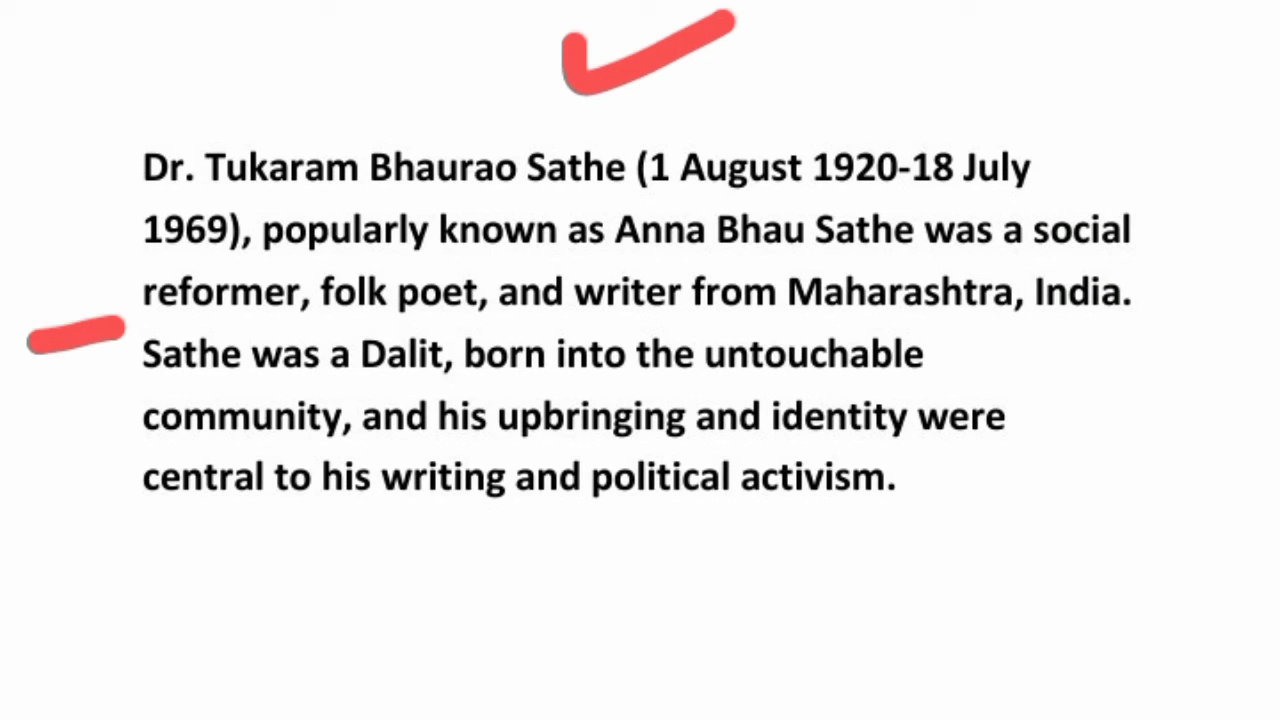 Dr. Tukaram Bhaurao Sathe (1 August 1920-18 July
1969), popularly known as Anna Bhau Sathe was a social
reformer, folk poet, and writer from Maharashtra, India.
Sathe was a Dalit, born into the untouchable
community, and his upbringing and identity were
central to his writing and political activism.